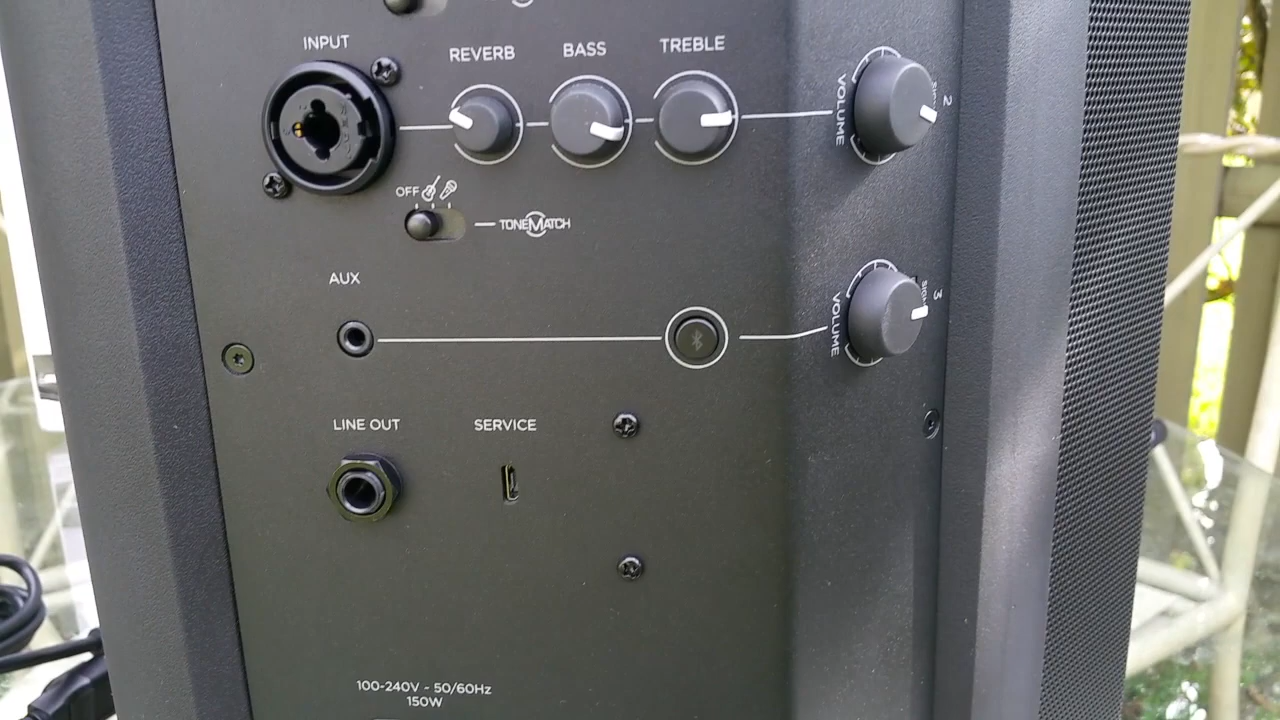 INPUT
REVERB
BASS
TREBLE
VOLUME
2
OFF
TONEMATCH
AUX
VOLUME
3
LINE OUT
SERVICE
100-240V ~ 50/60Hz
150W